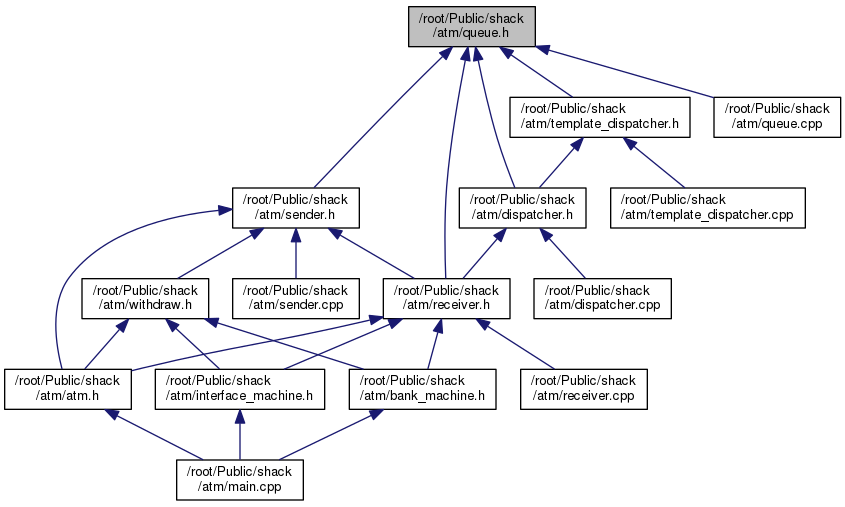 /root/Public/shack
/atm/queue.h
/root/Public/shack
/atm/template_dispatcher.h
/root/Public/shack
/atm/queue.cpp
/root/Public/shack
/atm/sender.h
/root/Public/shack
/atm/dispatcher.h
/root/Public/shack
/atm/template_dispatcher.cpp
/root/Public/shack
/atm/withdraw.h
/root/Public/shack
/atm/sender.cpp
/root/Public/shack
/atm/receiver.h
/root/Public/shack
/atm/dispatcher.cpp
/root/Public/shack
/atm/atm.h
/root/Public/shack
/atm/interface_machine.h
/root/Public/shack
/atm/bank_machine.h
/root/Public/shack
/atm/receiver.cpp
/root/Public/shack
/atm/main.cpp